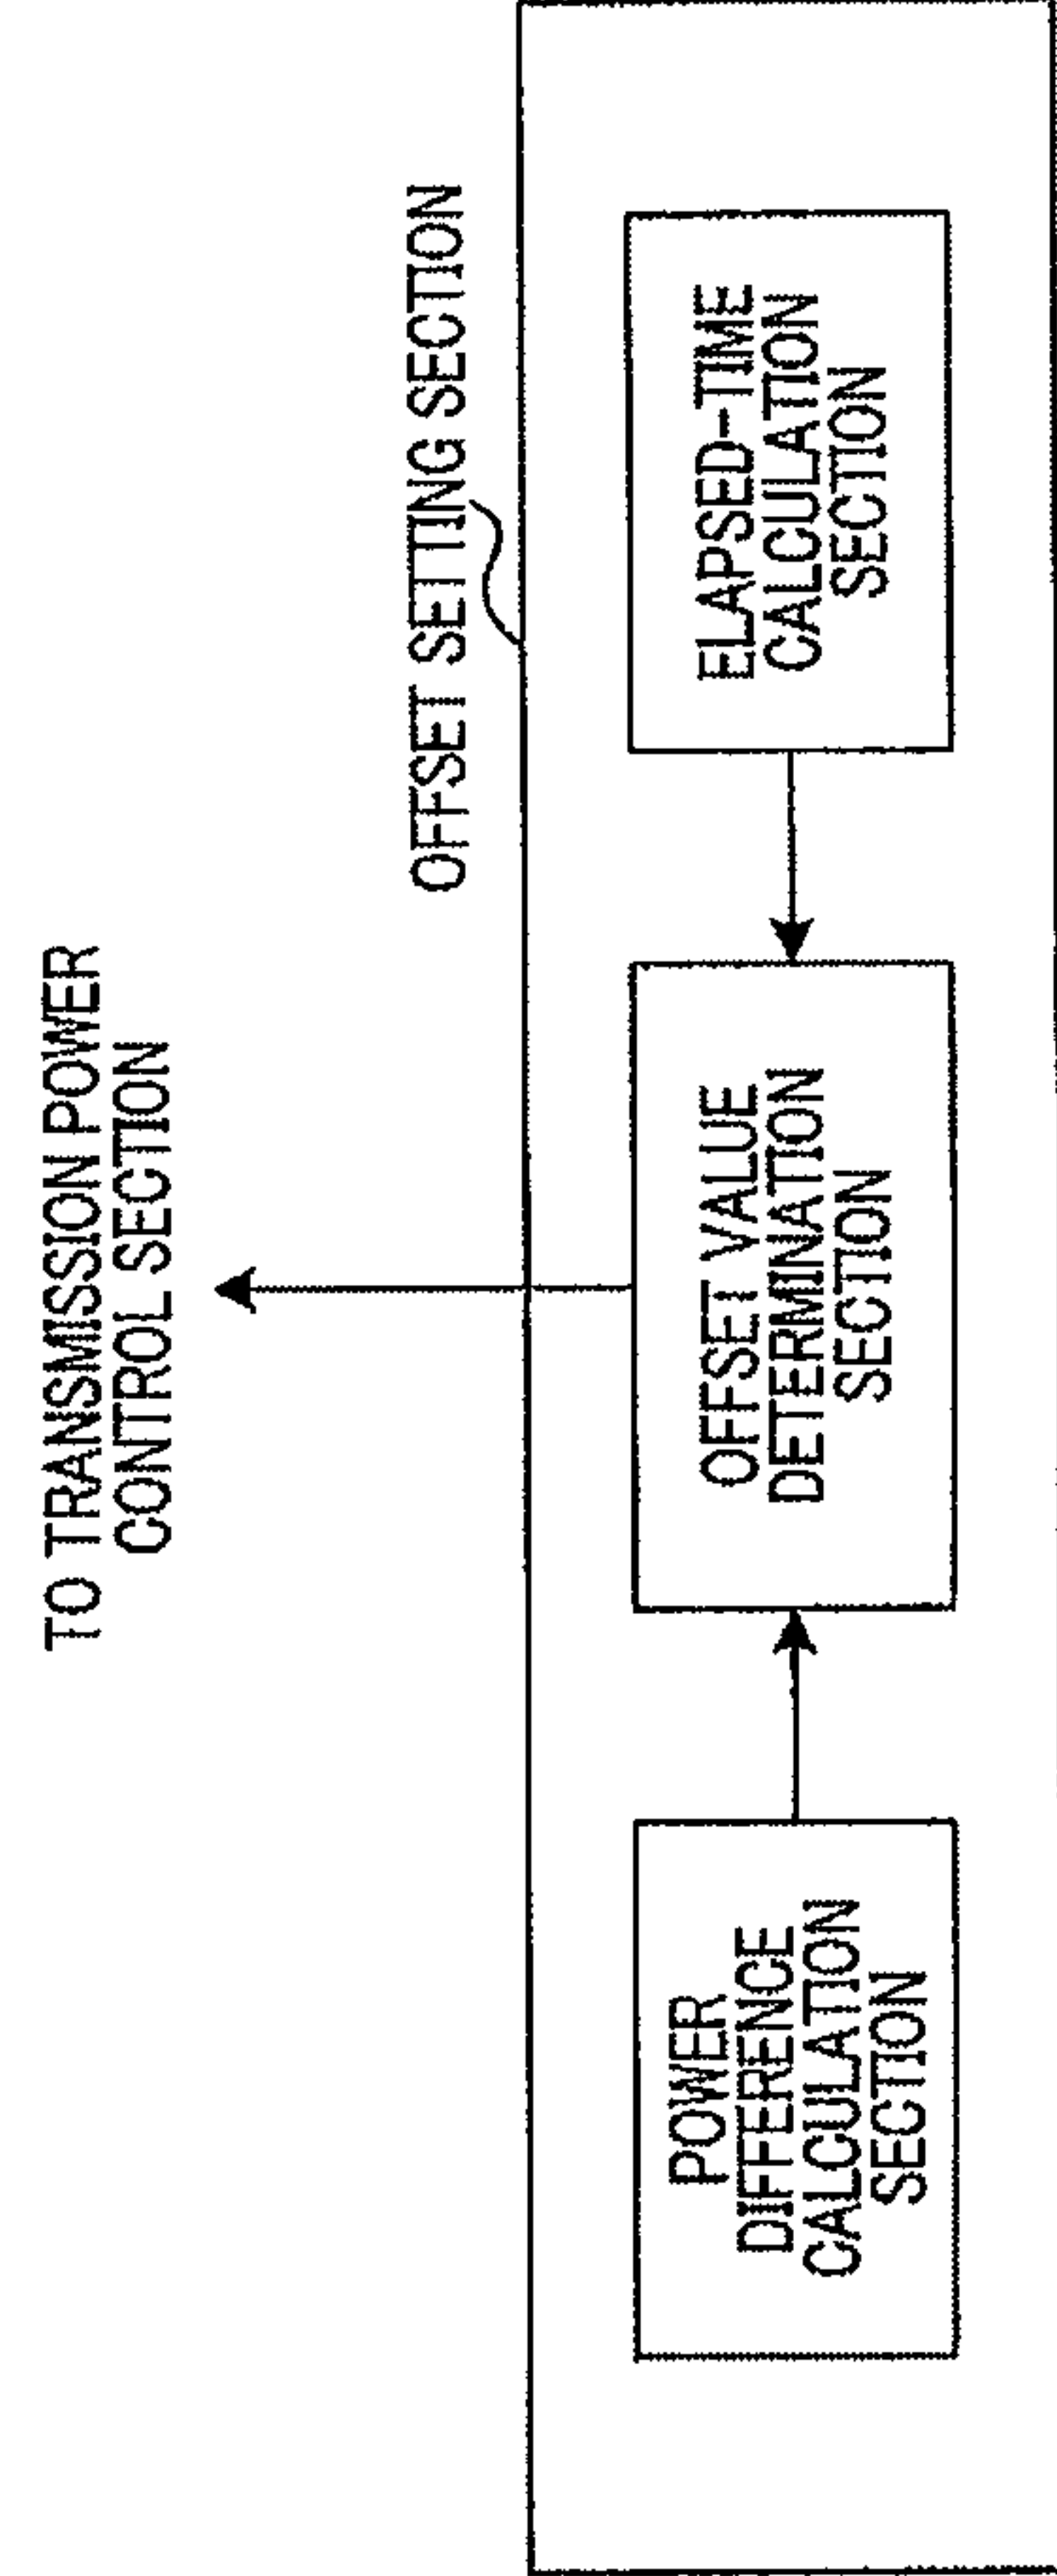 TO TRANSMISSION POWER
CONTROL SECTION
OFFSET SETTING SECTION
POWER
DIFFERENCE
CALCULATION
SECTION
OFFSET VALUE
DETERMINATION
SECTION
ELAPSED-TIME
CALCULATION
SECTION